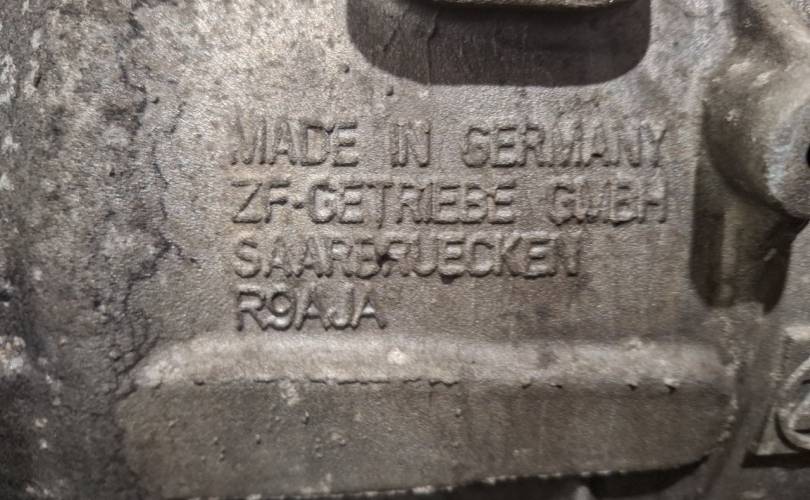 MADE IN GERMANY
ZF-GETRIEBE GMBH
SAARBRUECKEN
R9AJA